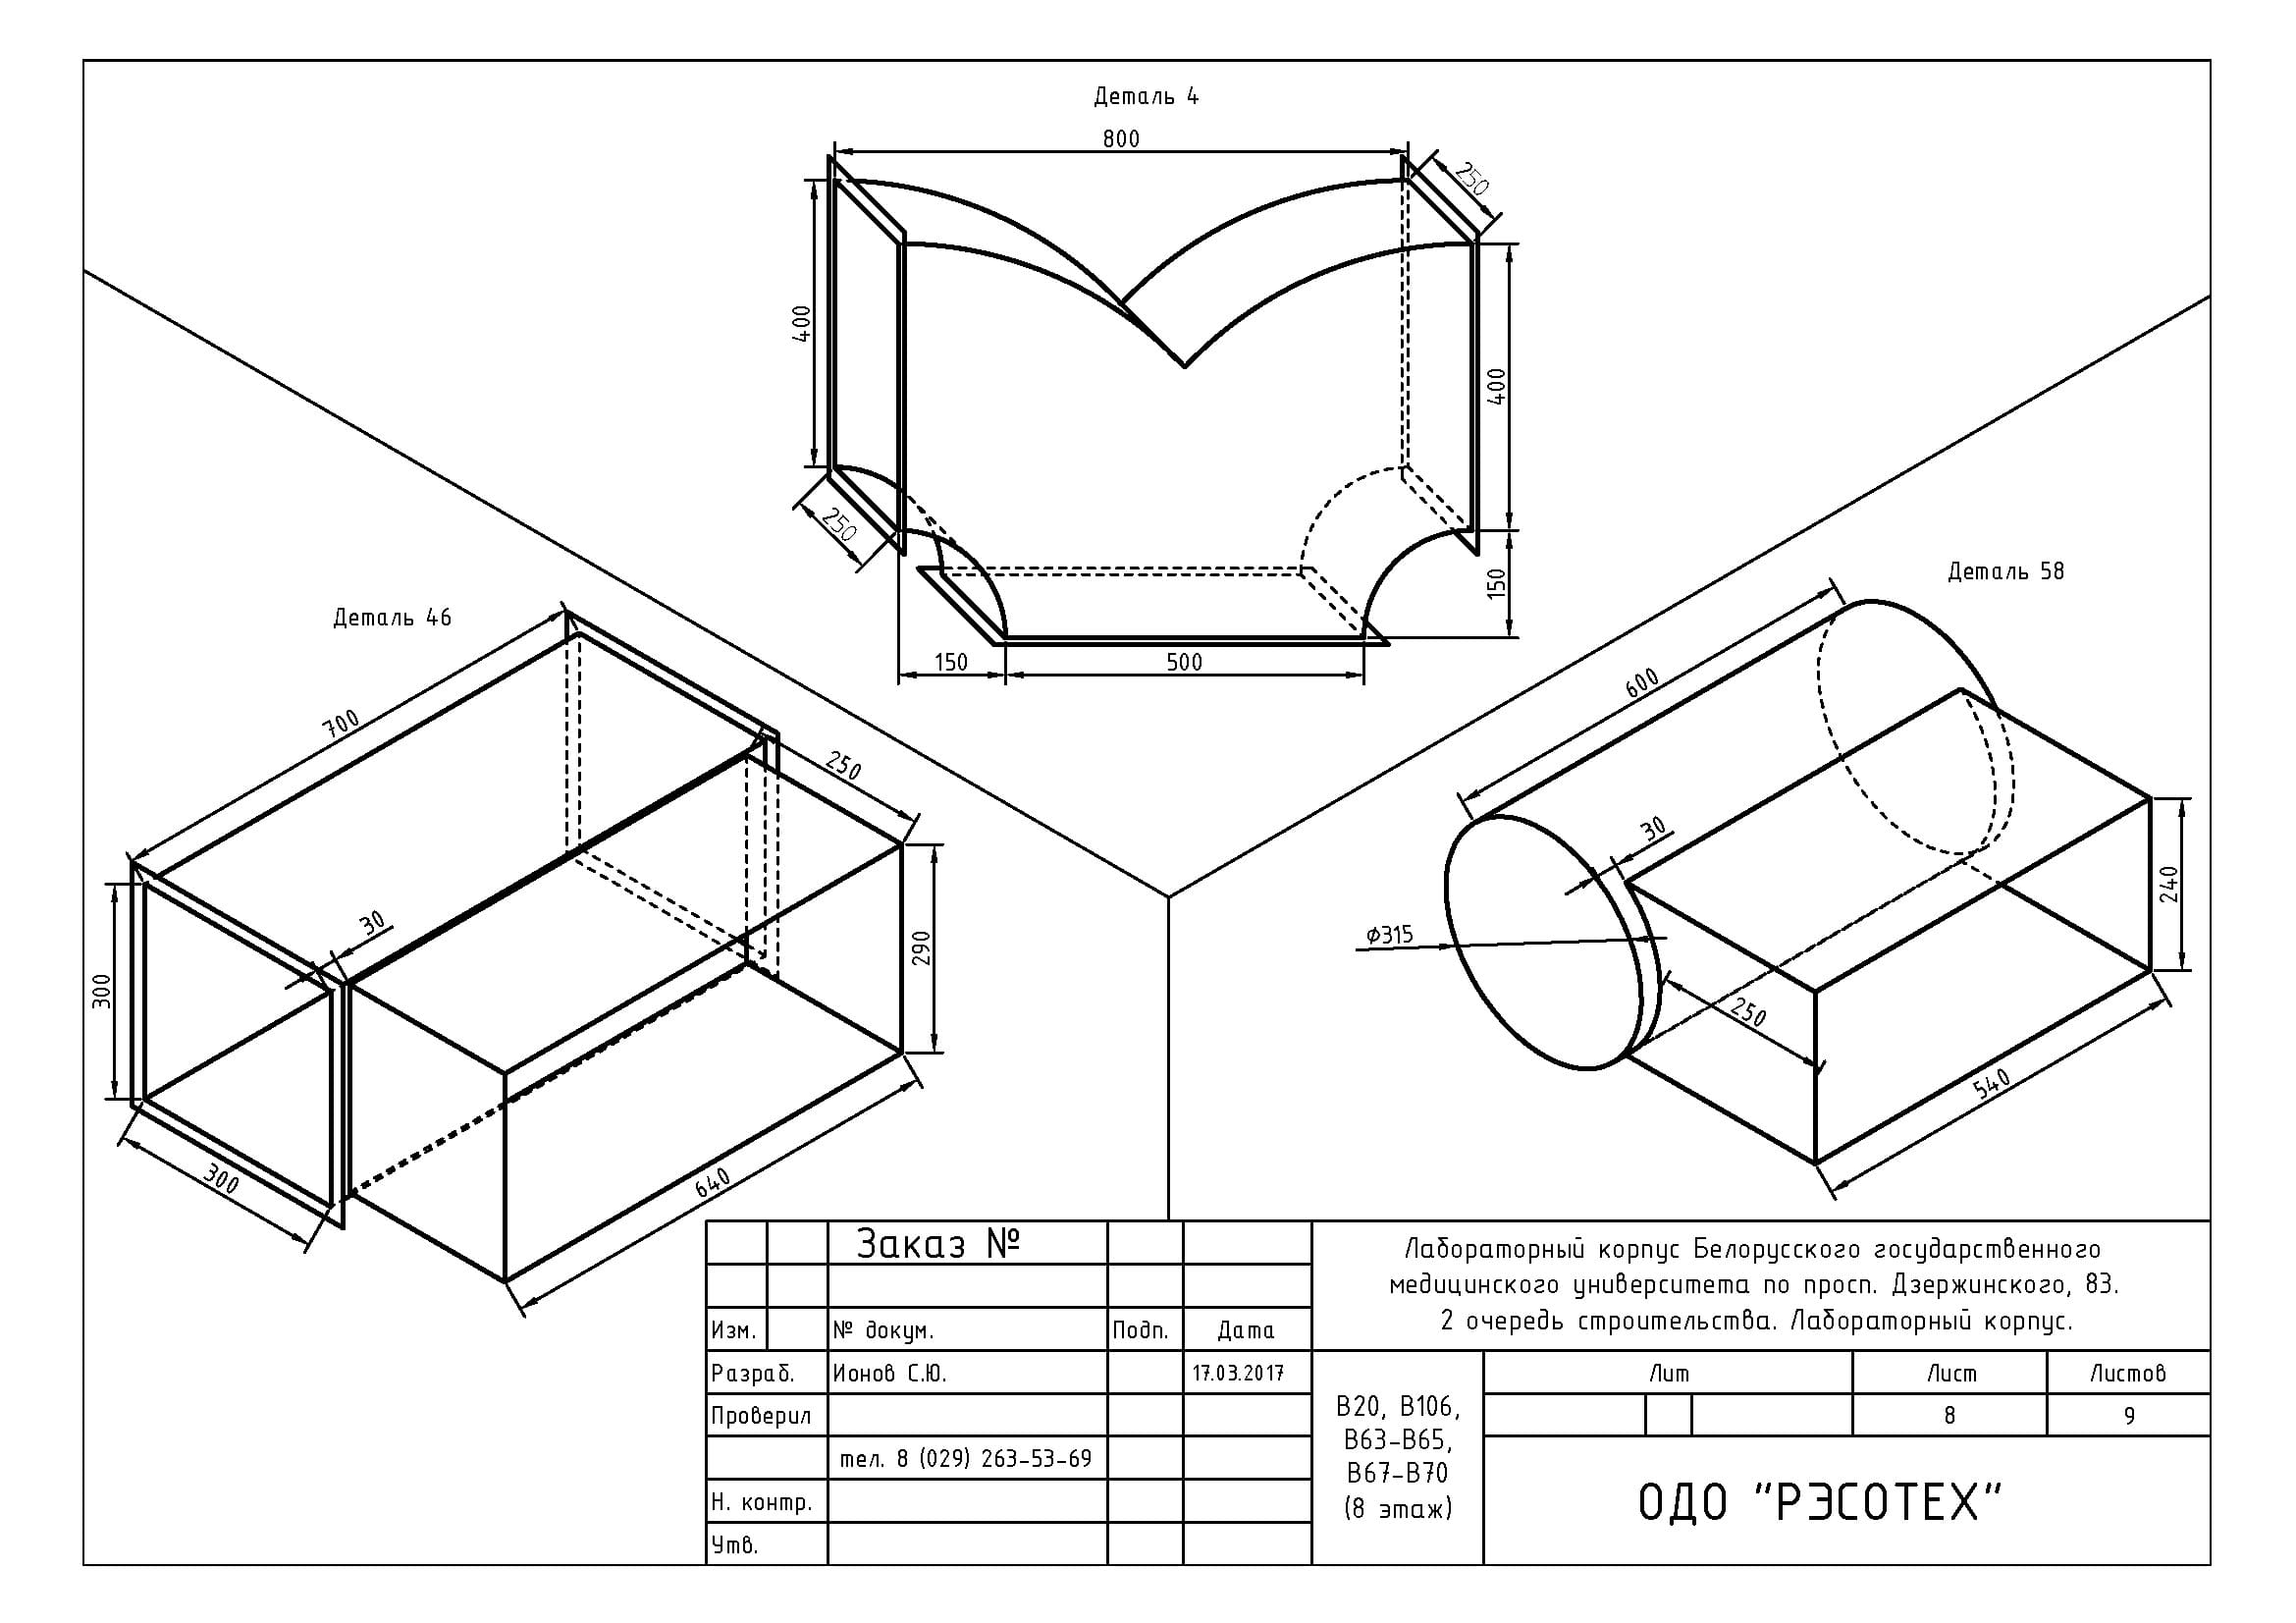 Деталь 4
800
250
400
400
250
150
150
500
Деталь 46
700
250
30
300
290
300
640
Деталь 58
600
30
ϕ315
240
250
540
Заказ №
Изм.
№ докум.
Подп.
Дата
Разраб.
Ионов С.Ю.
17.03.2017
Проверил
тел. 8 (029) 263-53-69
Н. контр.
Утв.
Лабораторный корпус Белорусского государственного
медицинского университета по просп. Дзержинского, 83.
2 очередь строительства. Лабораторный корпус.
В20, В106,
В63-В65,
В67-В70
(8 этаж)
Лит
Лист
Листов
8
9
ОДО "РЭСОТЕХ"